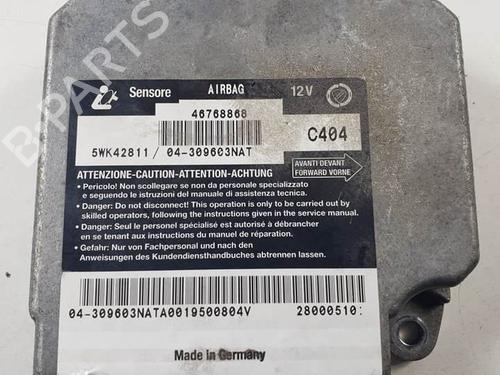 Sensore AIRBAG 12V
46768868
5WK42811 / 04-309603NAT C404
AVANTI DEVANT
FORWARD VORNE
ATTENZIONE-CAUTION-ATTENTION-ACHTUNG
• Pericolo! Non scollegare se non da personale specializzato
e seguendo le istruzioni del manuale di assistenza tecnica.
• Danger: Do not disconnect! This operation is only to be carried out by
skilled operators, following the instructions given in the service manual.
• Danger: Seul le personel spécialisé est autorisé à débrancher
en se tenant aux instructions du manuel de réparation.
• Gefahr: Nur von Fachpersonal und nach den
Anweisungen des Kundendiensthandbuches abtrennen lassen.
04-309603NATA0019500804V 28000510:
Made in Germany
B-PARTS